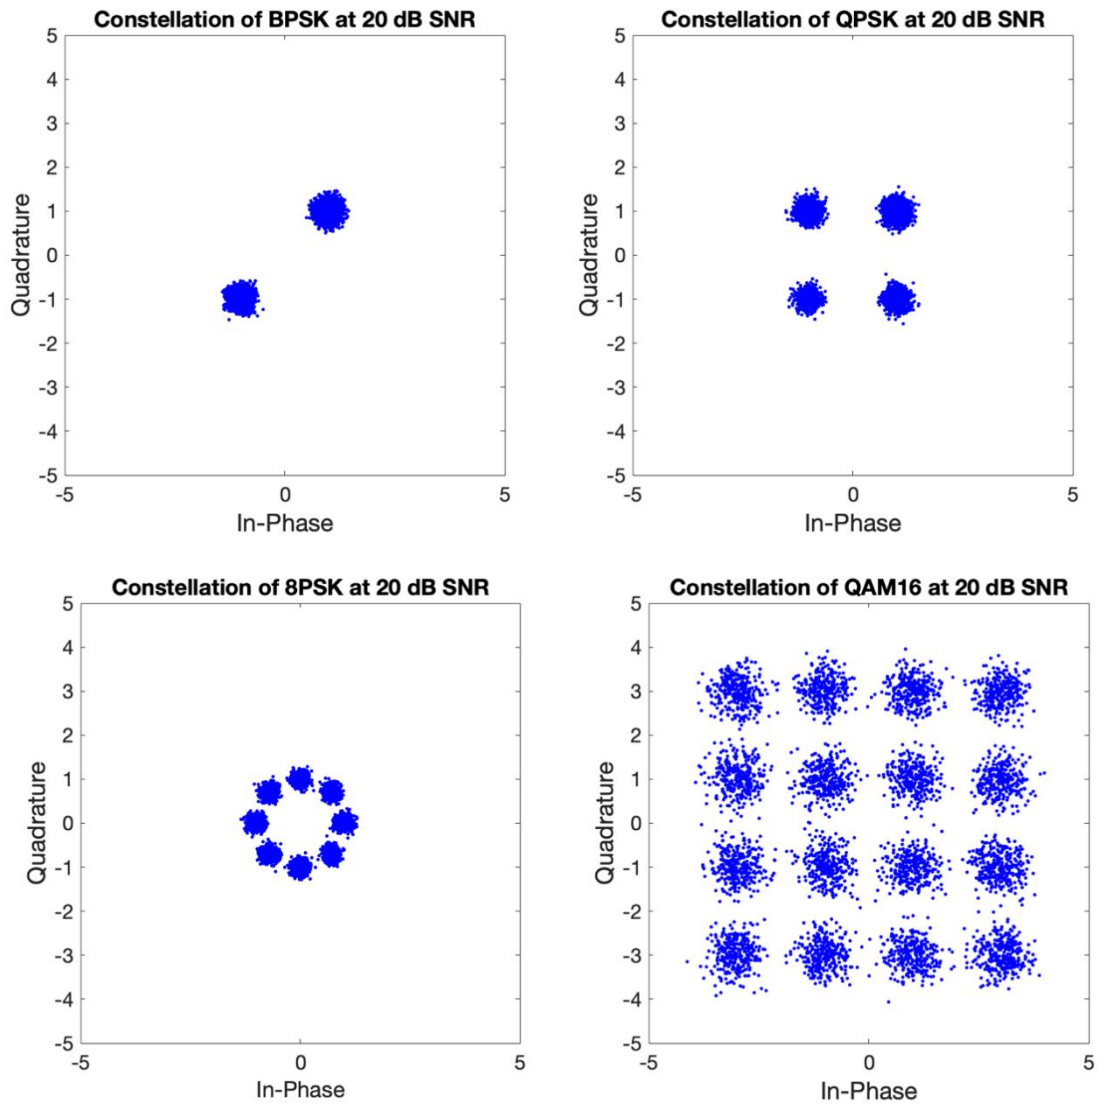 Constellation of BPSK at 20 dB SNR
5
4
3
2
1
0
-1
-2
-3
-4
-5
-5 0 5
In-Phase
Quadrature
Constellation of QPSK at 20 dB SNR
5
4
3
2
1
0
-1
-2
-3
-4
-5
-5 0 5
In-Phase
Quadrature
Constellation of 8PSK at 20 dB SNR
5
4
3
2
1
0
-1
-2
-3
-4
-5
-5 0 5
In-Phase
Quadrature
Constellation of QAM16 at 20 dB SNR
5
4
3
2
1
0
-1
-2
-3
-4
-5
-5 0 5
In-Phase
Quadrature